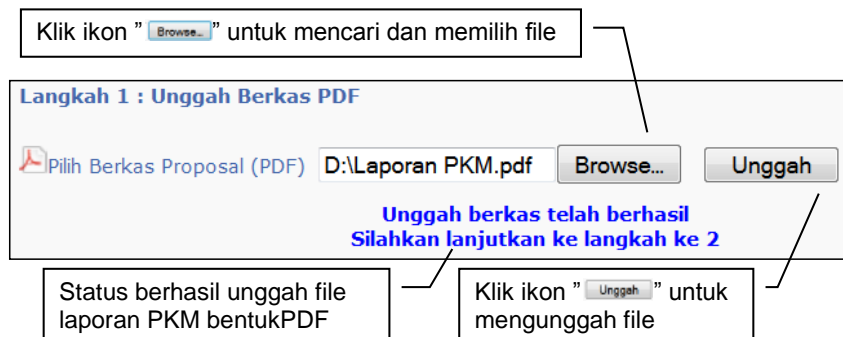 Klik ikon " Browse... " untuk mencari dan memilih file
Langkah 1 : Unggah Berkas PDF
Pilih Berkas Proposal (PDF) D:\Laporan PKM.pdf Browse... Unggah
Unggah berkas telah berhasil
Silahkan lanjutkan ke langkah ke 2
Status berhasil unggah file
laporan PKM bentukPDF
Klik ikon " Unggah " untuk
mengunggah file